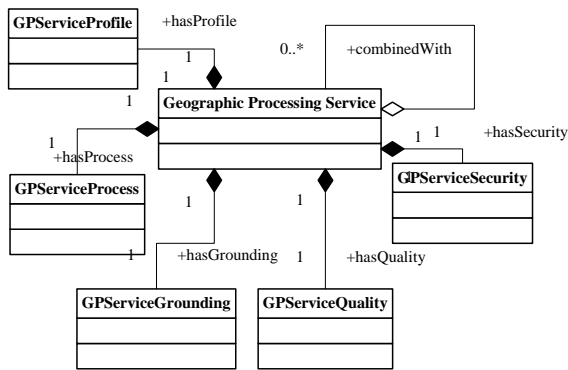 GPServiceProfile
+hasProfile
0..*
+combinedWith
1
1
1
Geographic Processing Service
1
1
+hasSecurity
1
+hasProcess
1
GPServiceSecurity
GPServiceProcess
1
1
1
+hasGrounding
1
+hasQuality
GPServiceGrounding
GPServiceQuality